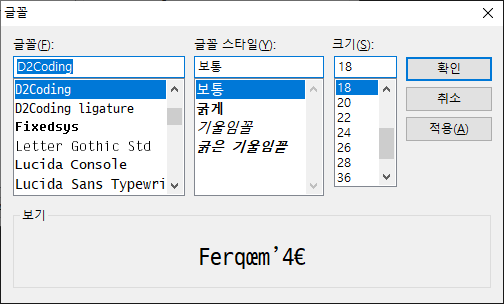 글꼴
글꼴(F): 글꼴 스타일(Y): 크기(S):
D2Coding 보통 18 확인
D2Coding 보통 18 취소
D2Coding ligature 굵게 20 적용(A)
Fixedsys 기울임꼴 22
Letter Gothic Std 굵은 기울임꼴 24
Lucida Console 26
Lucida Sans Typewri 28
36
보기
Ferqœm’4€